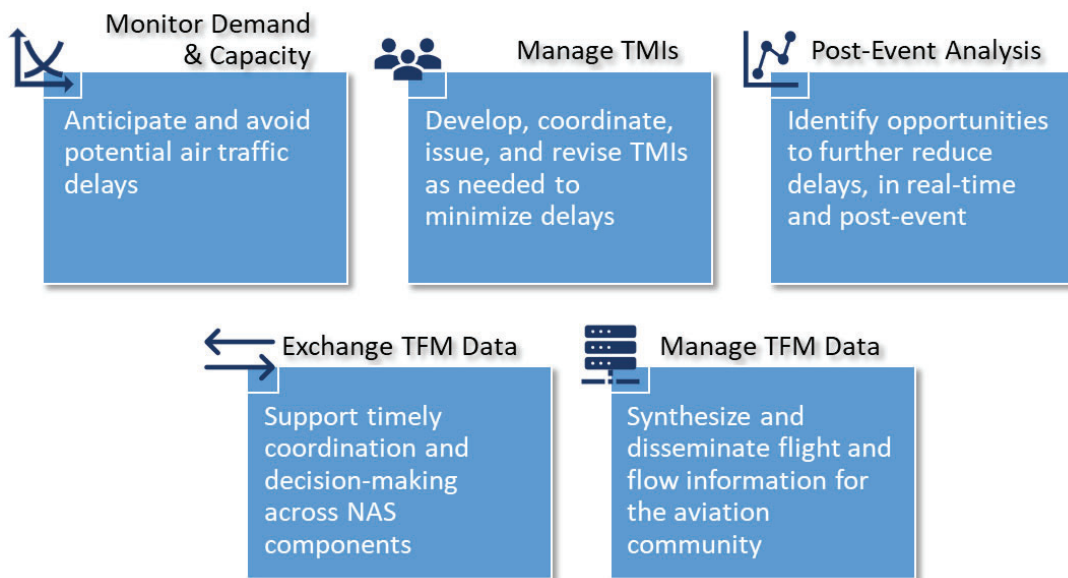 Monitor Demand
& Capacity
Anticipate and avoid
potential air traffic
delays
Manage TMIs
Develop, coordinate,
issue, and revise TMIs
as needed to
minimize delays
Post-Event Analysis
Identify opportunities
to further reduce
delays, in real-time
and post-event
Exchange TFM Data
Support timely
coordination and
decision-making
across NAS
components
Manage TFM Data
Synthesize and
disseminate flight and
flow information for
the aviation
community